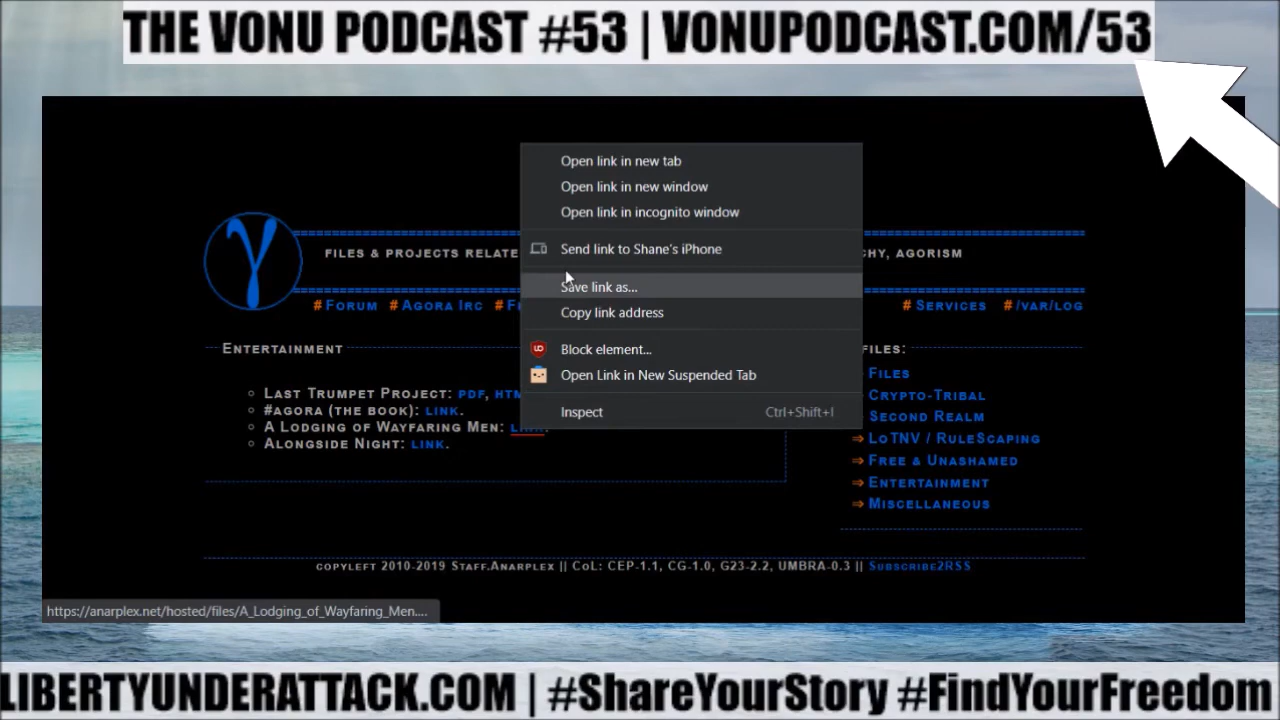 THE VONU PODCAST #53 | VONUPODCAST.COM/53
Open link in new tab
Open link in new window
Open link in incognito window
Send link to Shane's iPhone
Save link as...
Copy link address
Block element...
Open Link in New Suspended Tab
Inspect Ctrl+Shift+I
γ
FILES & PROJECTS RELATE CHY, AGORISM
#Forum #Agora Irc #F #Services #/var/log
Entertainment FILES:
Last Trumpet Project: pdf, htm
#agora (the book): link.
A Lodging of Wayfaring Men:
Alongside Night: link.
Files
Crypto-Tribal
Second Realm
⇒ LoTNV / RuleScaping
⇒ Free & Unashamed
⇒ Entertainment
⇒ Miscellaneous
copyleft 2010-2019 Staff.Anarplex || CoL: CEP-1.1, CG-1.0, G23-2.2, UMBRA-0.3 || Subscribe2RSS
https://anarplex.net/hosted/files/A_Lodging_of_Wayfaring_Men....
LIBERTYUNDERATTACK.COM | #ShareYourStory #FindYourFreedom